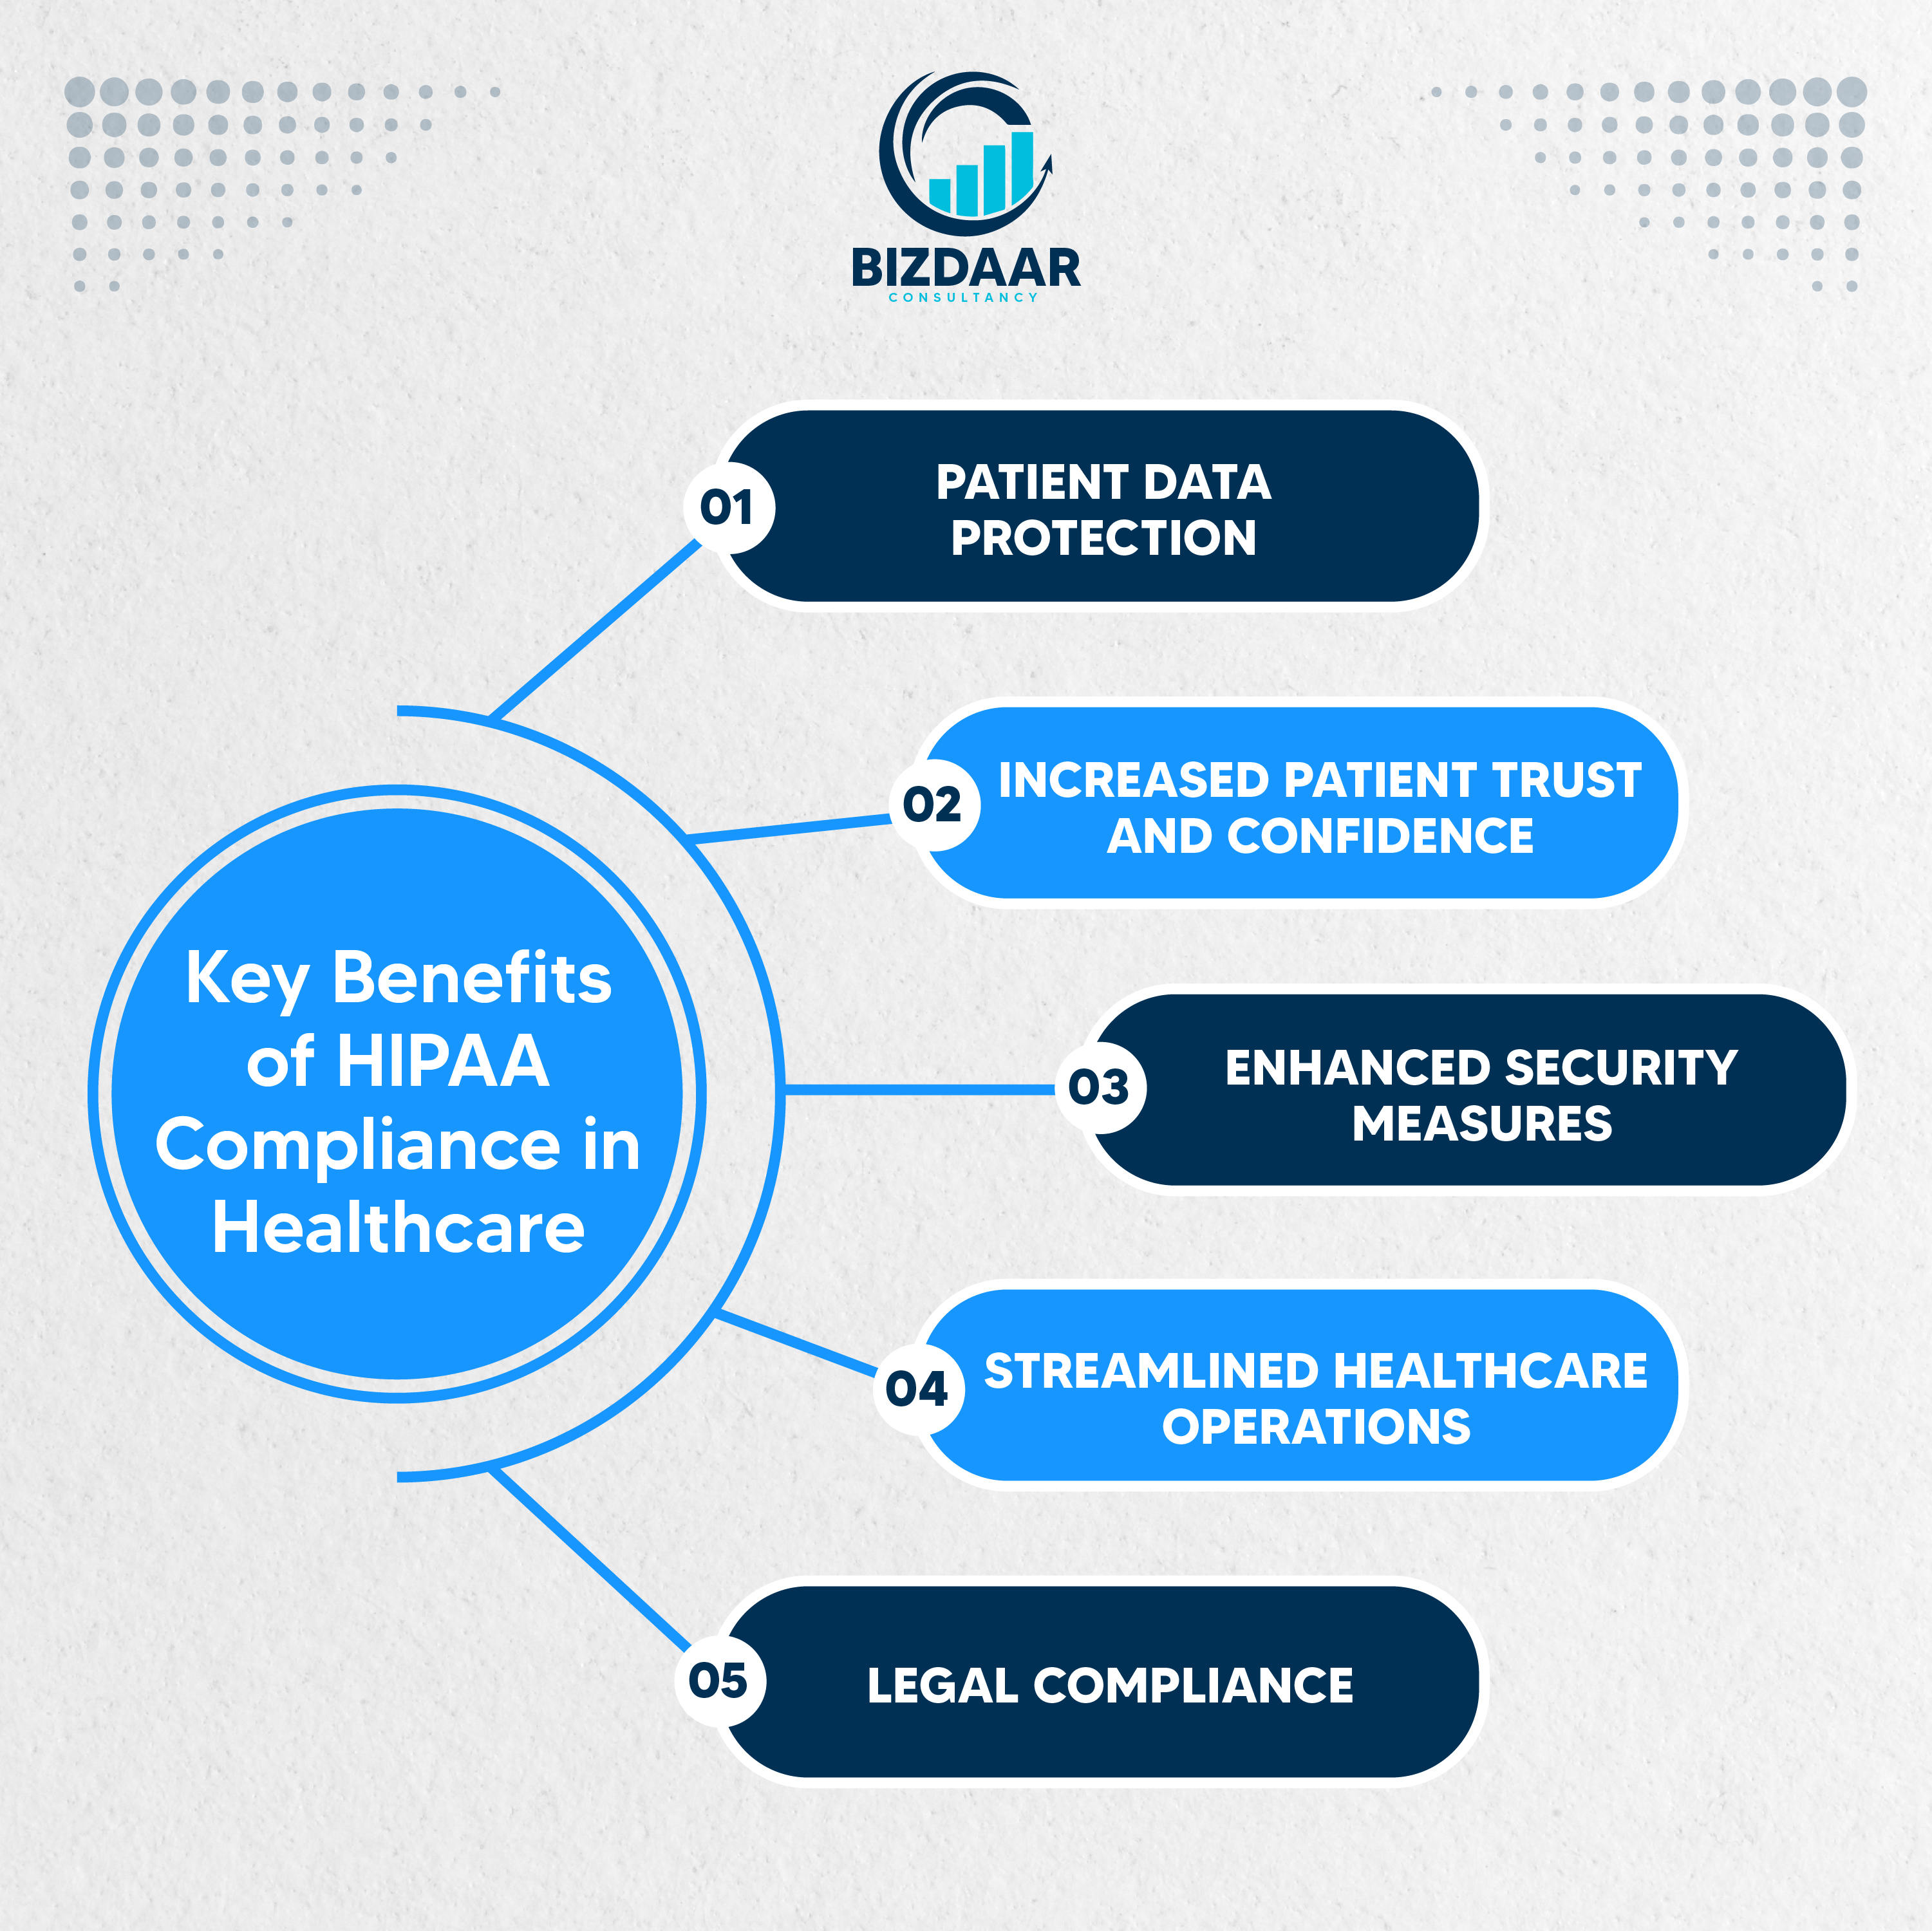 BIZDAAR
CONSULTANCY
Key Benefits
of HIPAA
Compliance in
Healthcare
01
PATIENT DATA
PROTECTION
02
INCREASED PATIENT TRUST
AND CONFIDENCE
03
ENHANCED SECURITY
MEASURES
04
STREAMLINED HEALTHCARE
OPERATIONS
05
LEGAL COMPLIANCE